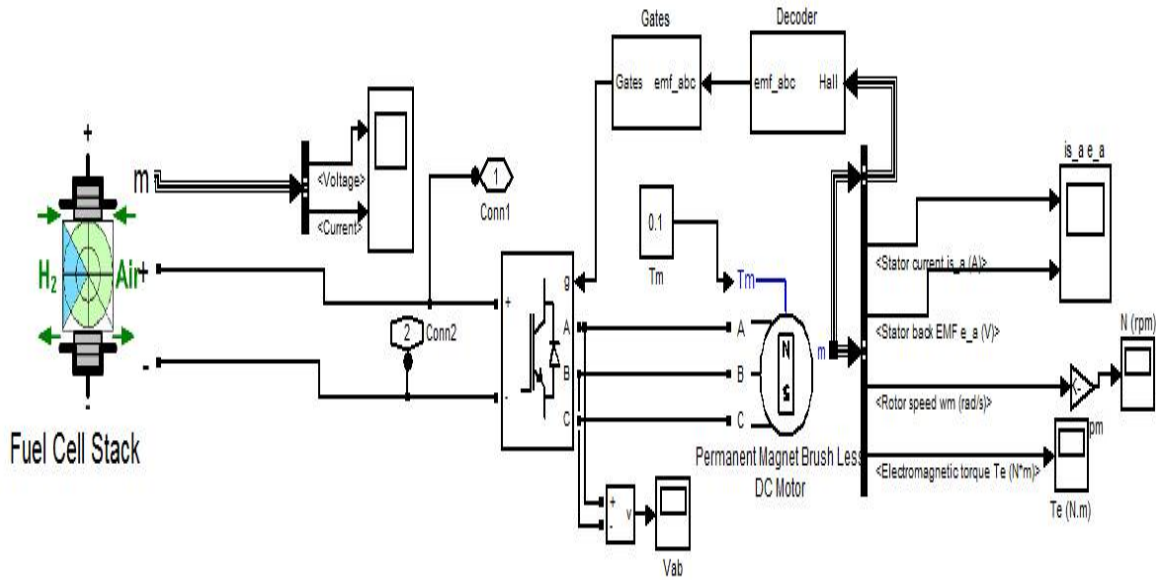 Gates
Decoder
Gates emf_abc
emf_abc Hall
+
m
<Voltage>
<Current>
1
Conn1
is_a e_a
0.1
Tm
H2 Air
+
-
-
2
Conn2
+
-
g
A
B
C
Tm
A
B
C
m
N
S
<Stator current is_a (A)>
<Stator back EMF e_a (V)>
<Rotor speed wm (rad/s)>
<Electromagnetic torque Te (N*m)>
N (rpm)
<-
pm
Te (N.m)
Fuel Cell Stack
Permanent Magnet Brush Less
DC Motor
+
-
v
Vab